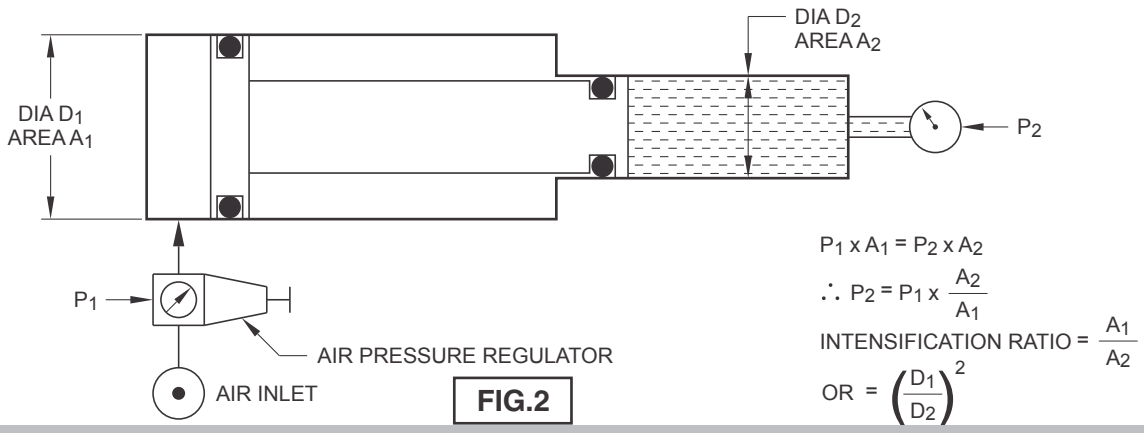 DIA D2
AREA A2
DIA D1
AREA A1
P2
P1
AIR PRESSURE REGULATOR
AIR INLET
FIG.2
P1 x A1 = P2 x A2
∴ P2 = P1 x A2/A1
INTENSIFICATION RATIO = A1/A2
OR = (D1/D2)²